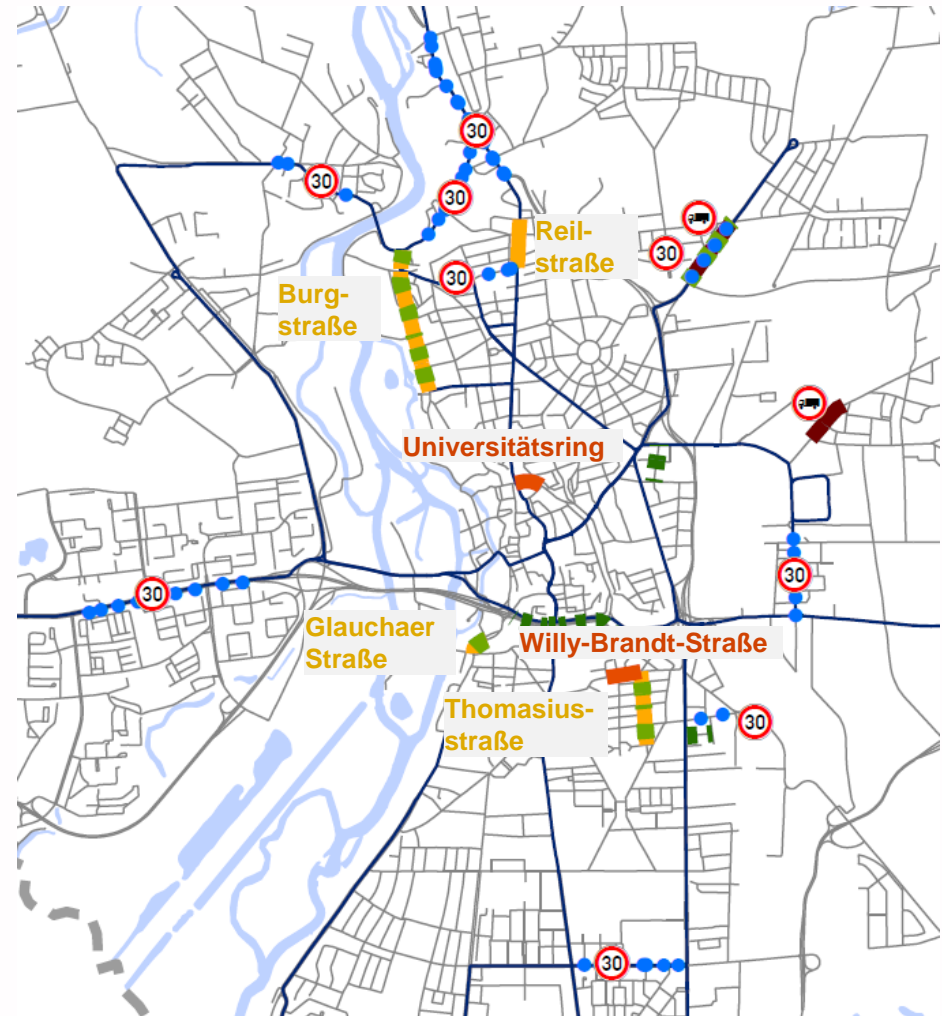 30
30
30
Reil-
straße
30
30
Burg-
straße
Universitätsring
30
30
Glauchaer
Straße
Willy-Brandt-Straße
Thomasius-
straße
30
30